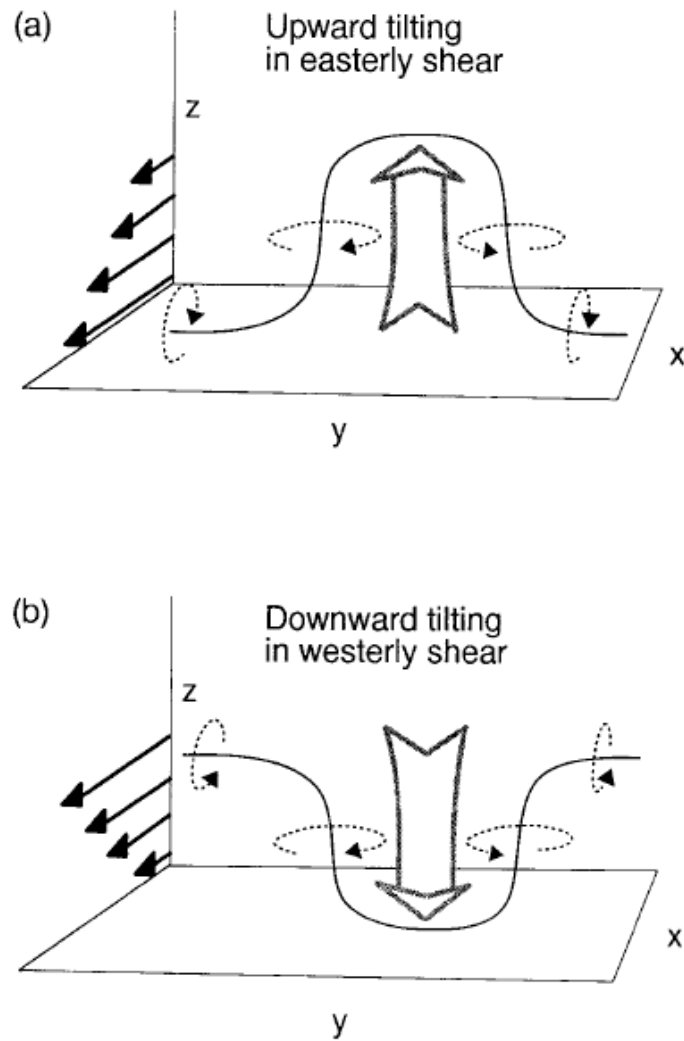 (a)
Upward tilting
in easterly shear
z
x
y
(b)
Downward tilting
in westerly shear
z
x
y